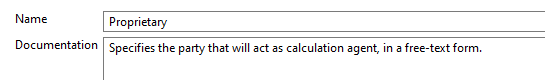 Name Proprietary
Documentation Specifies the party that will act as calculation agent, in a free-text form.